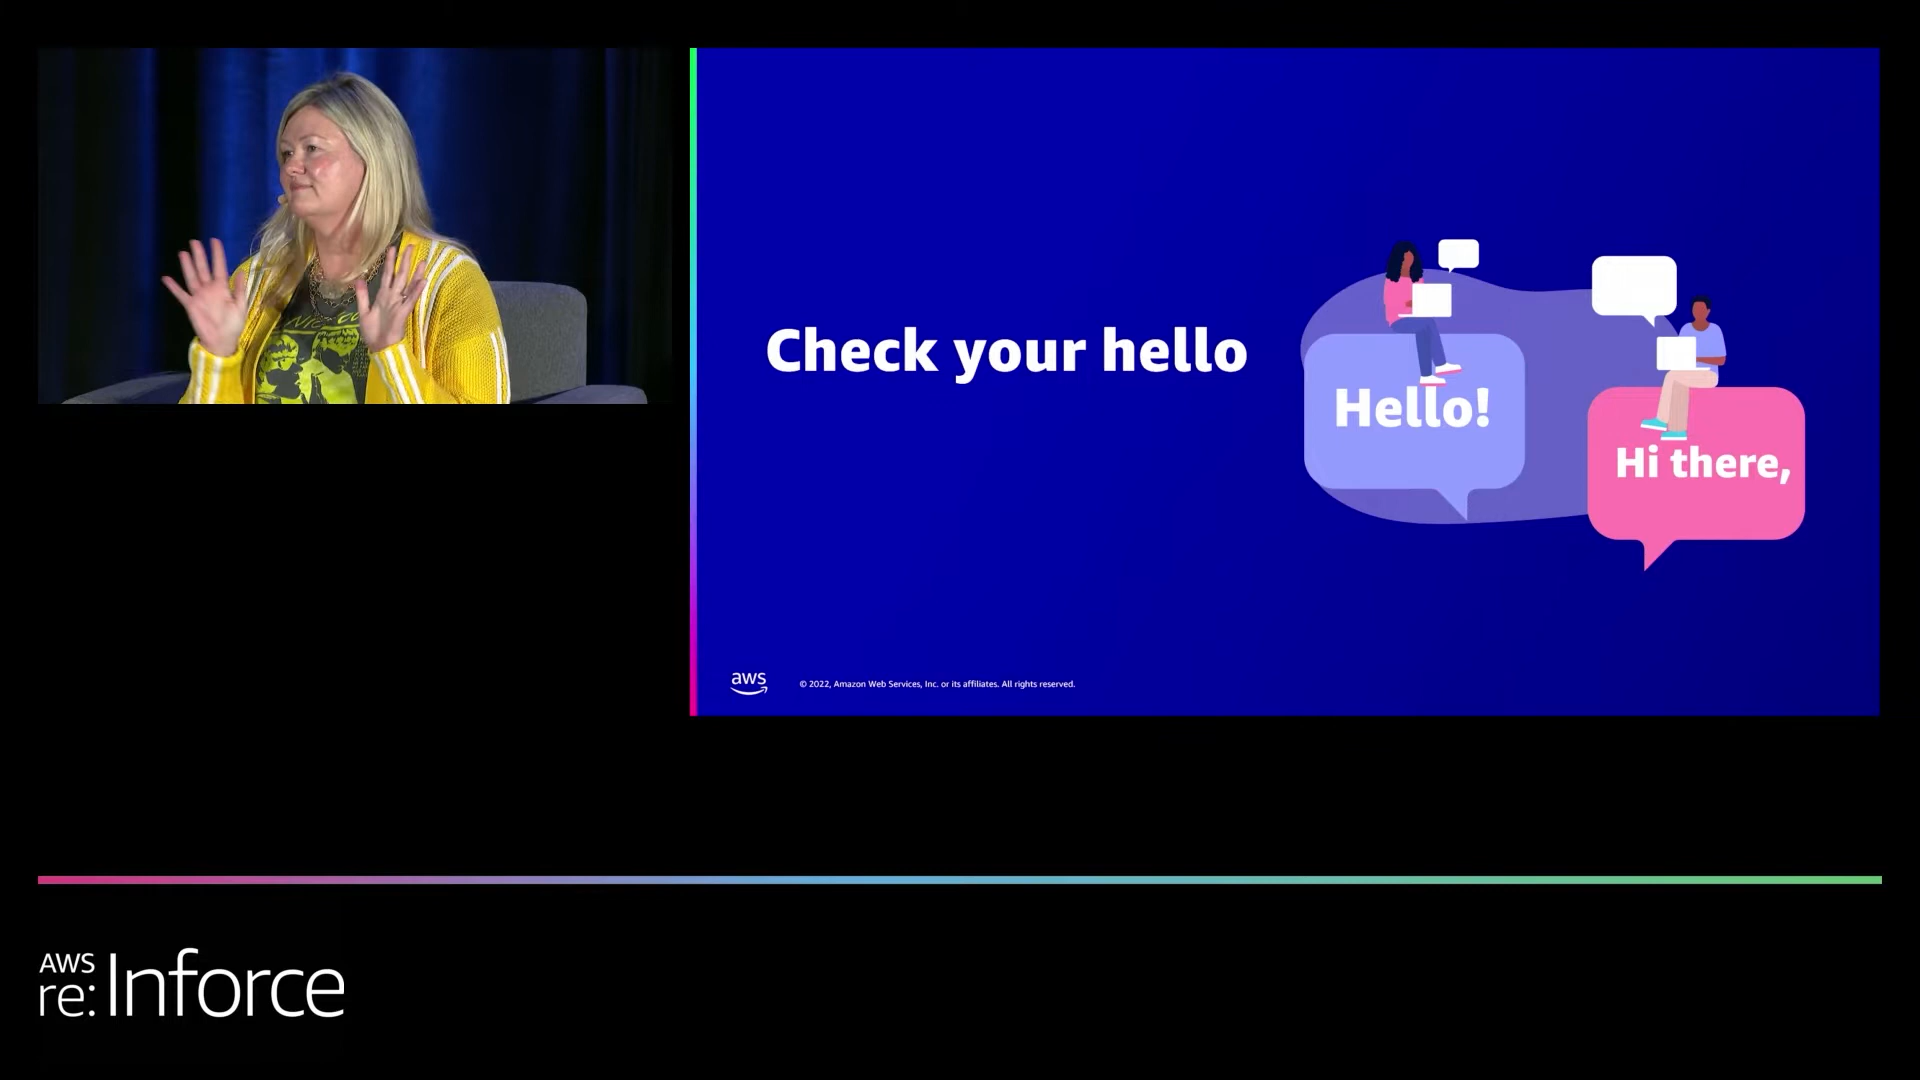 Check your hello
Hello!
Hi there,
aws
© 2022, Amazon Web Services, Inc. or its affiliates. All rights reserved.
AWS
re:Inforce